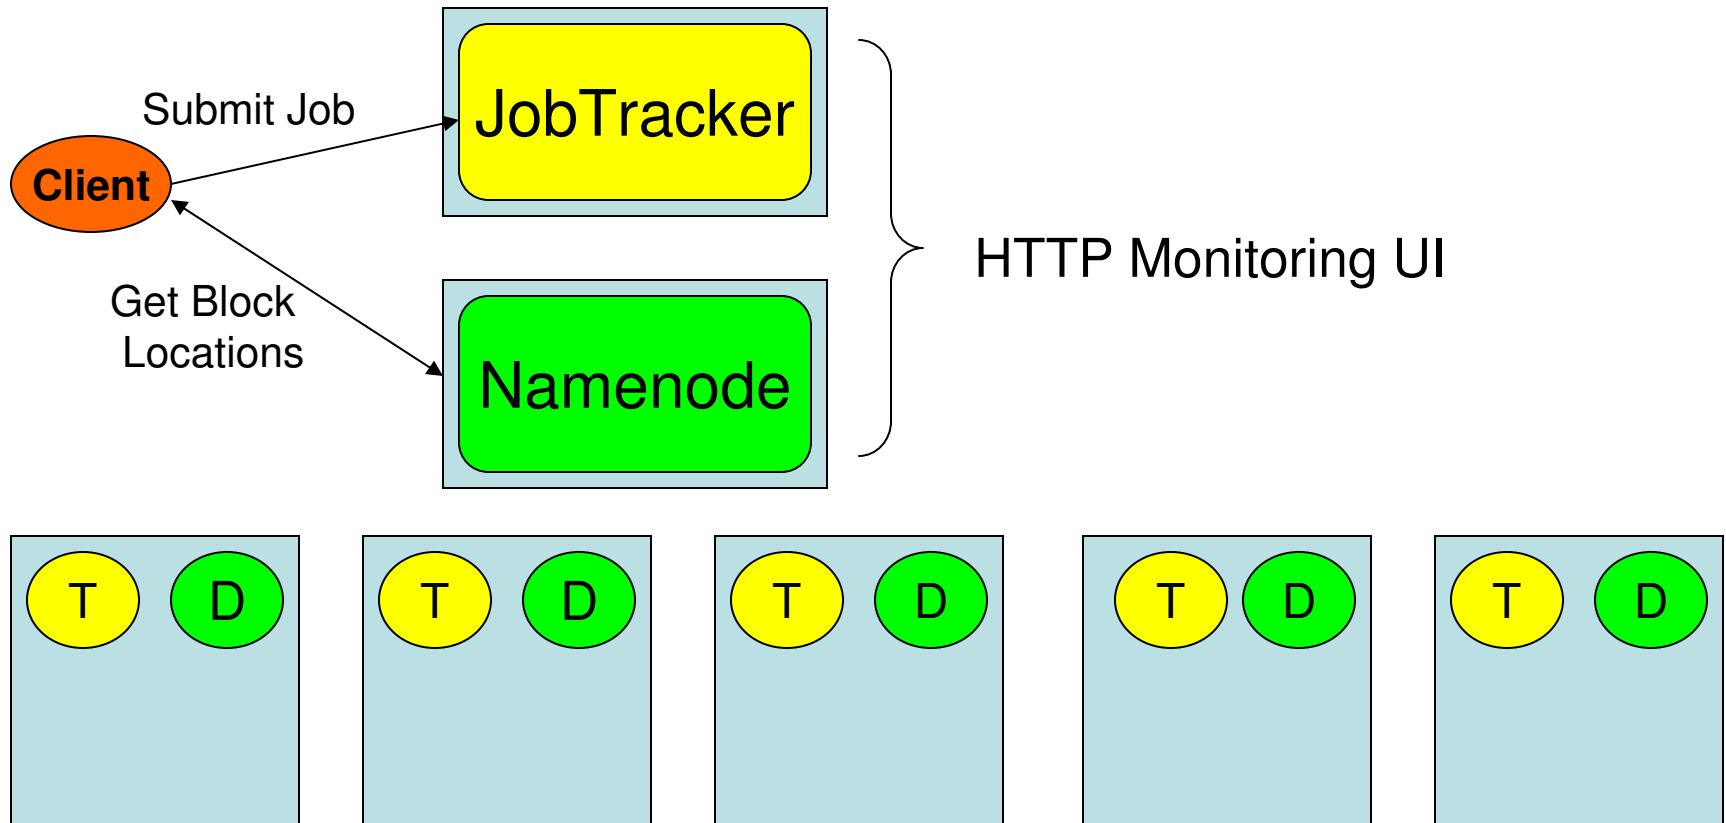 JobTracker
Submit Job
Client
HTTP Monitoring UI
Get Block
Locations
Namenode
T D T D T D T D T D